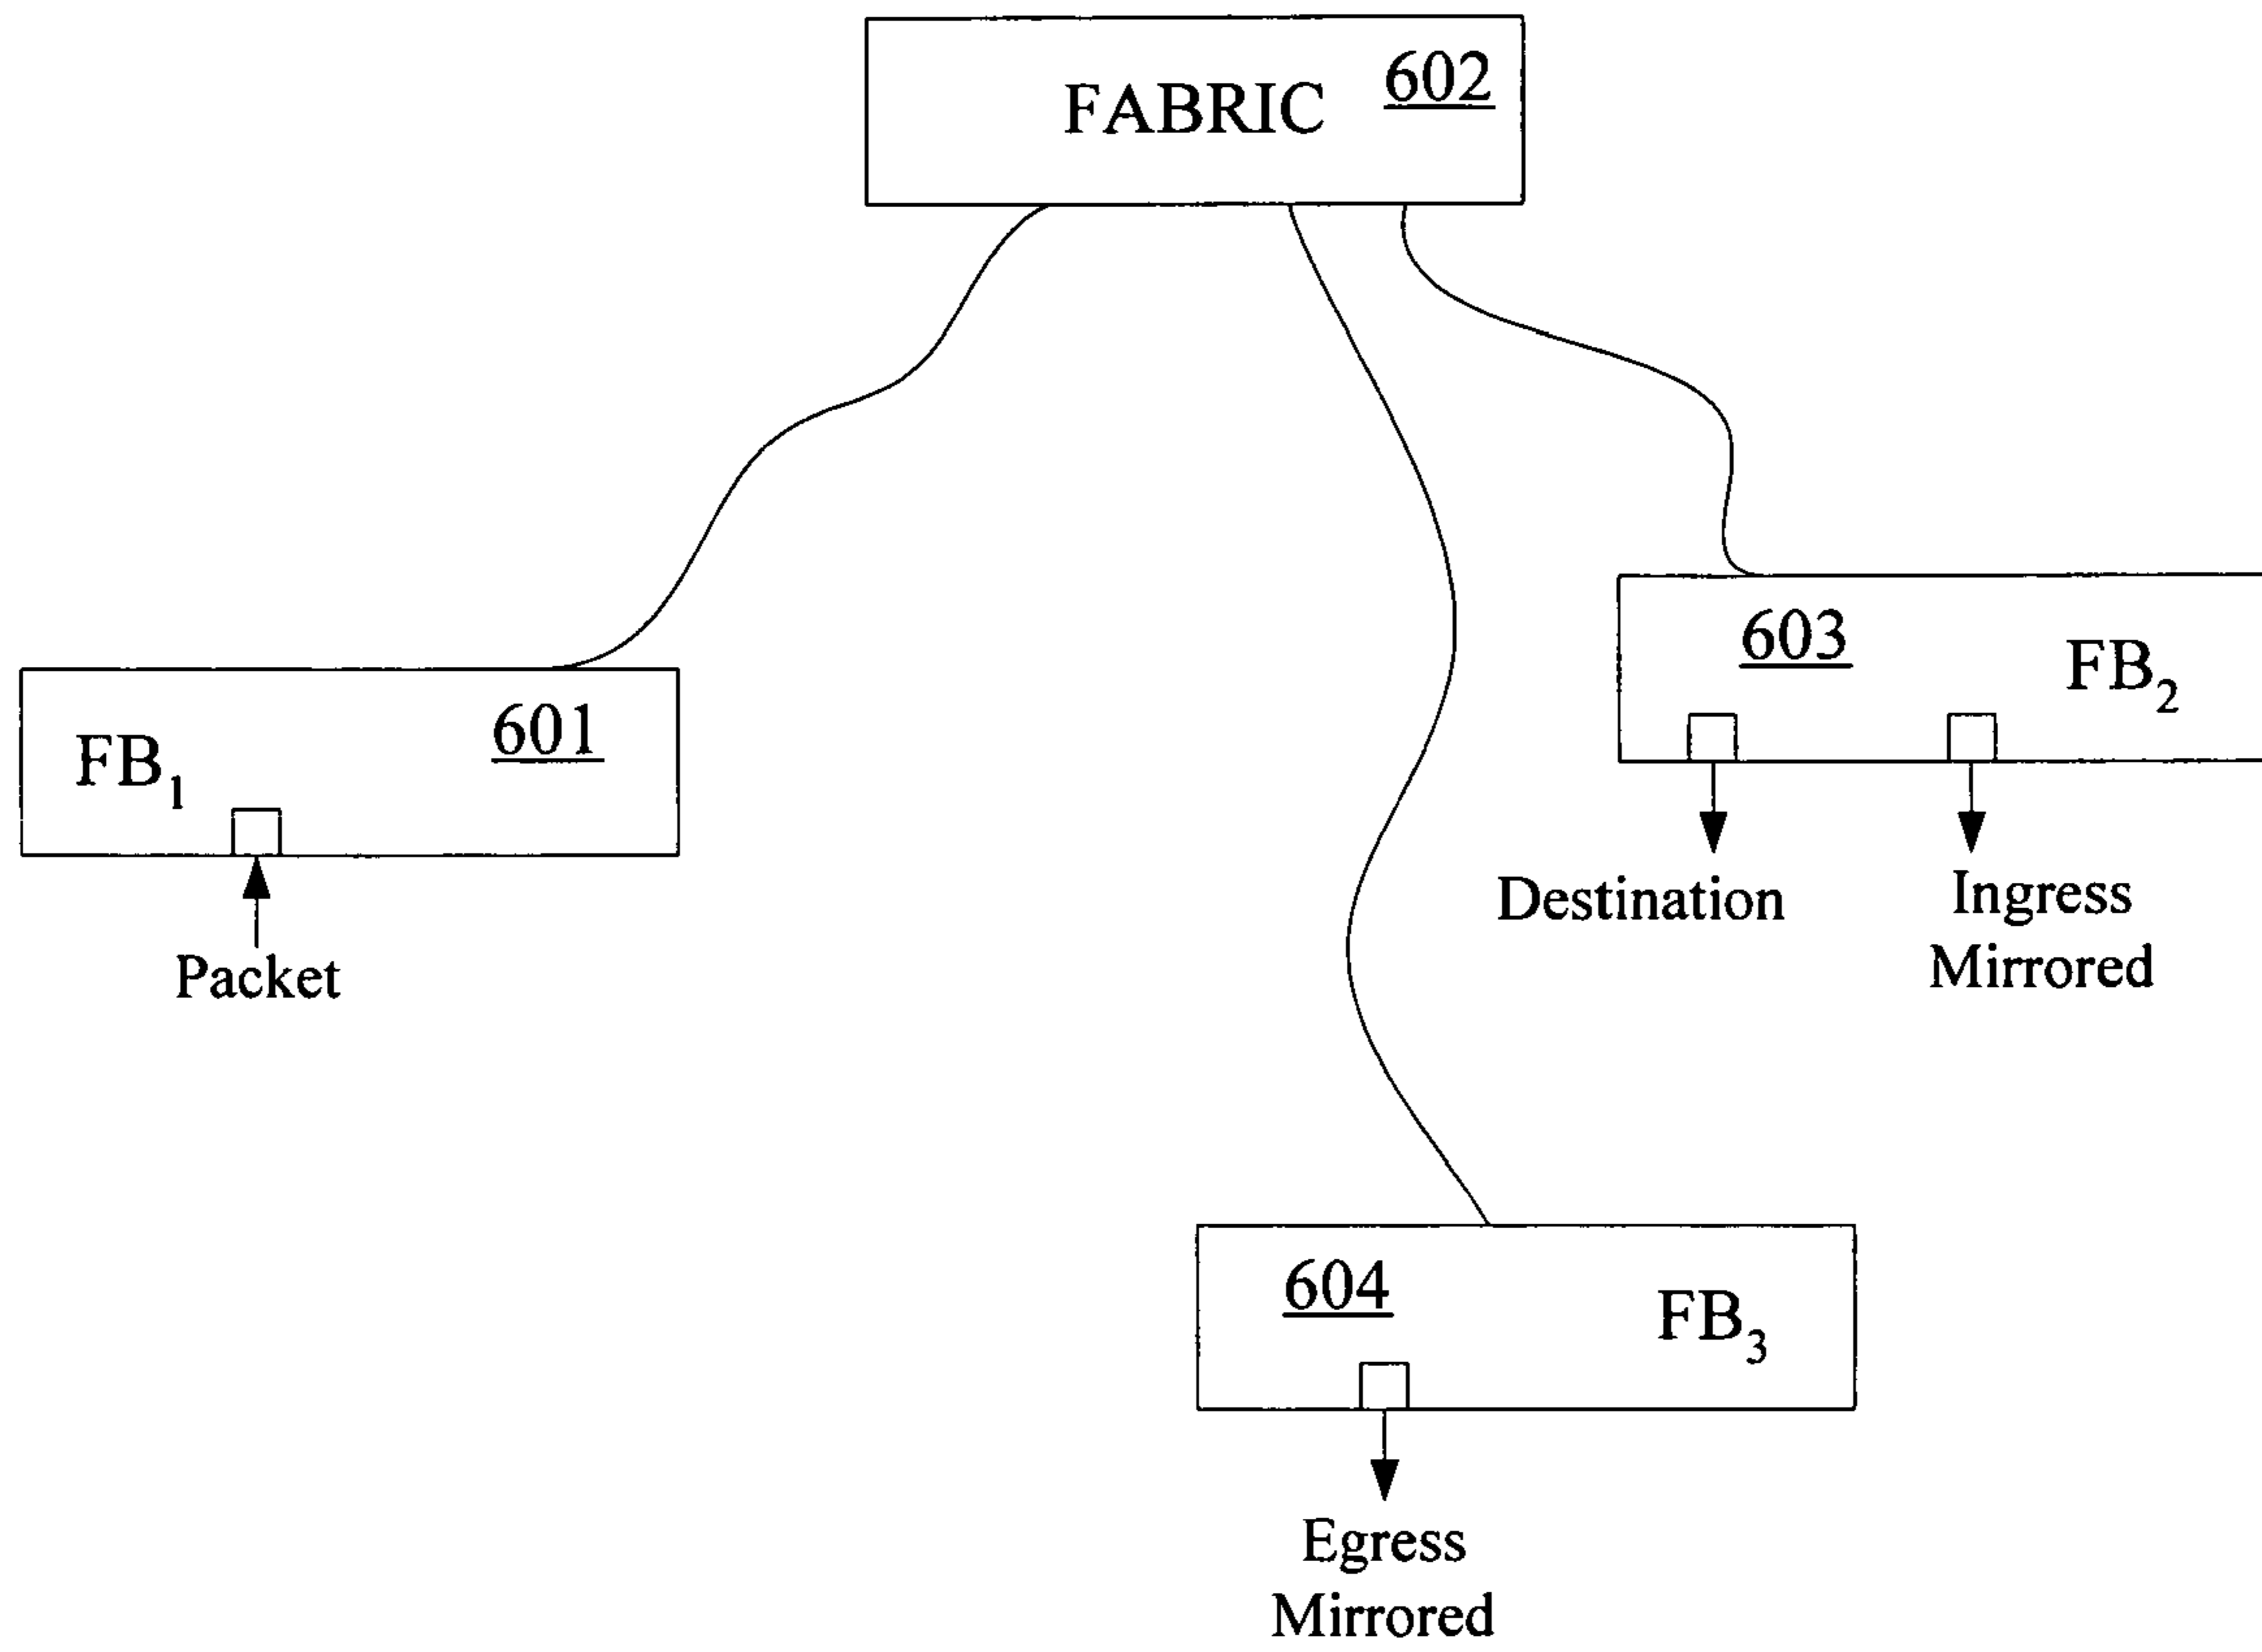 602
FABRIC
603
FB2
601
FB1
Destination
Ingress
Mirrored
Packet
604
FB3
Egress
Mirrored